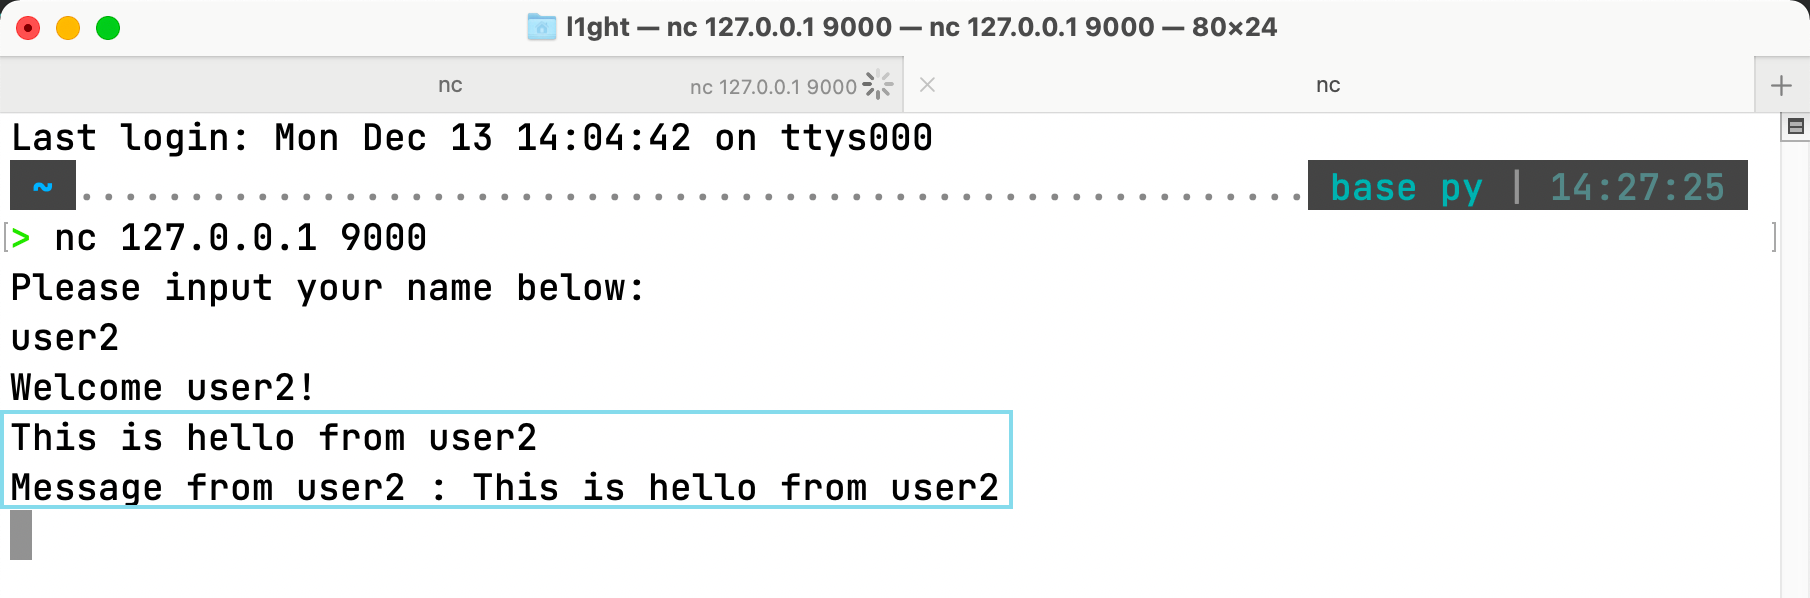 l1ght — nc 127.0.0.1 9000 — nc 127.0.0.1 9000 — 80×24
nc nc 127.0.0.1 9000 nc
Last login: Mon Dec 13 14:04:42 on ttys000
~ ........................................................ base py | 14:27:25
[> nc 127.0.0.1 9000 ]
Please input your name below:
user2
Welcome user2!
This is hello from user2
Message from user2 : This is hello from user2